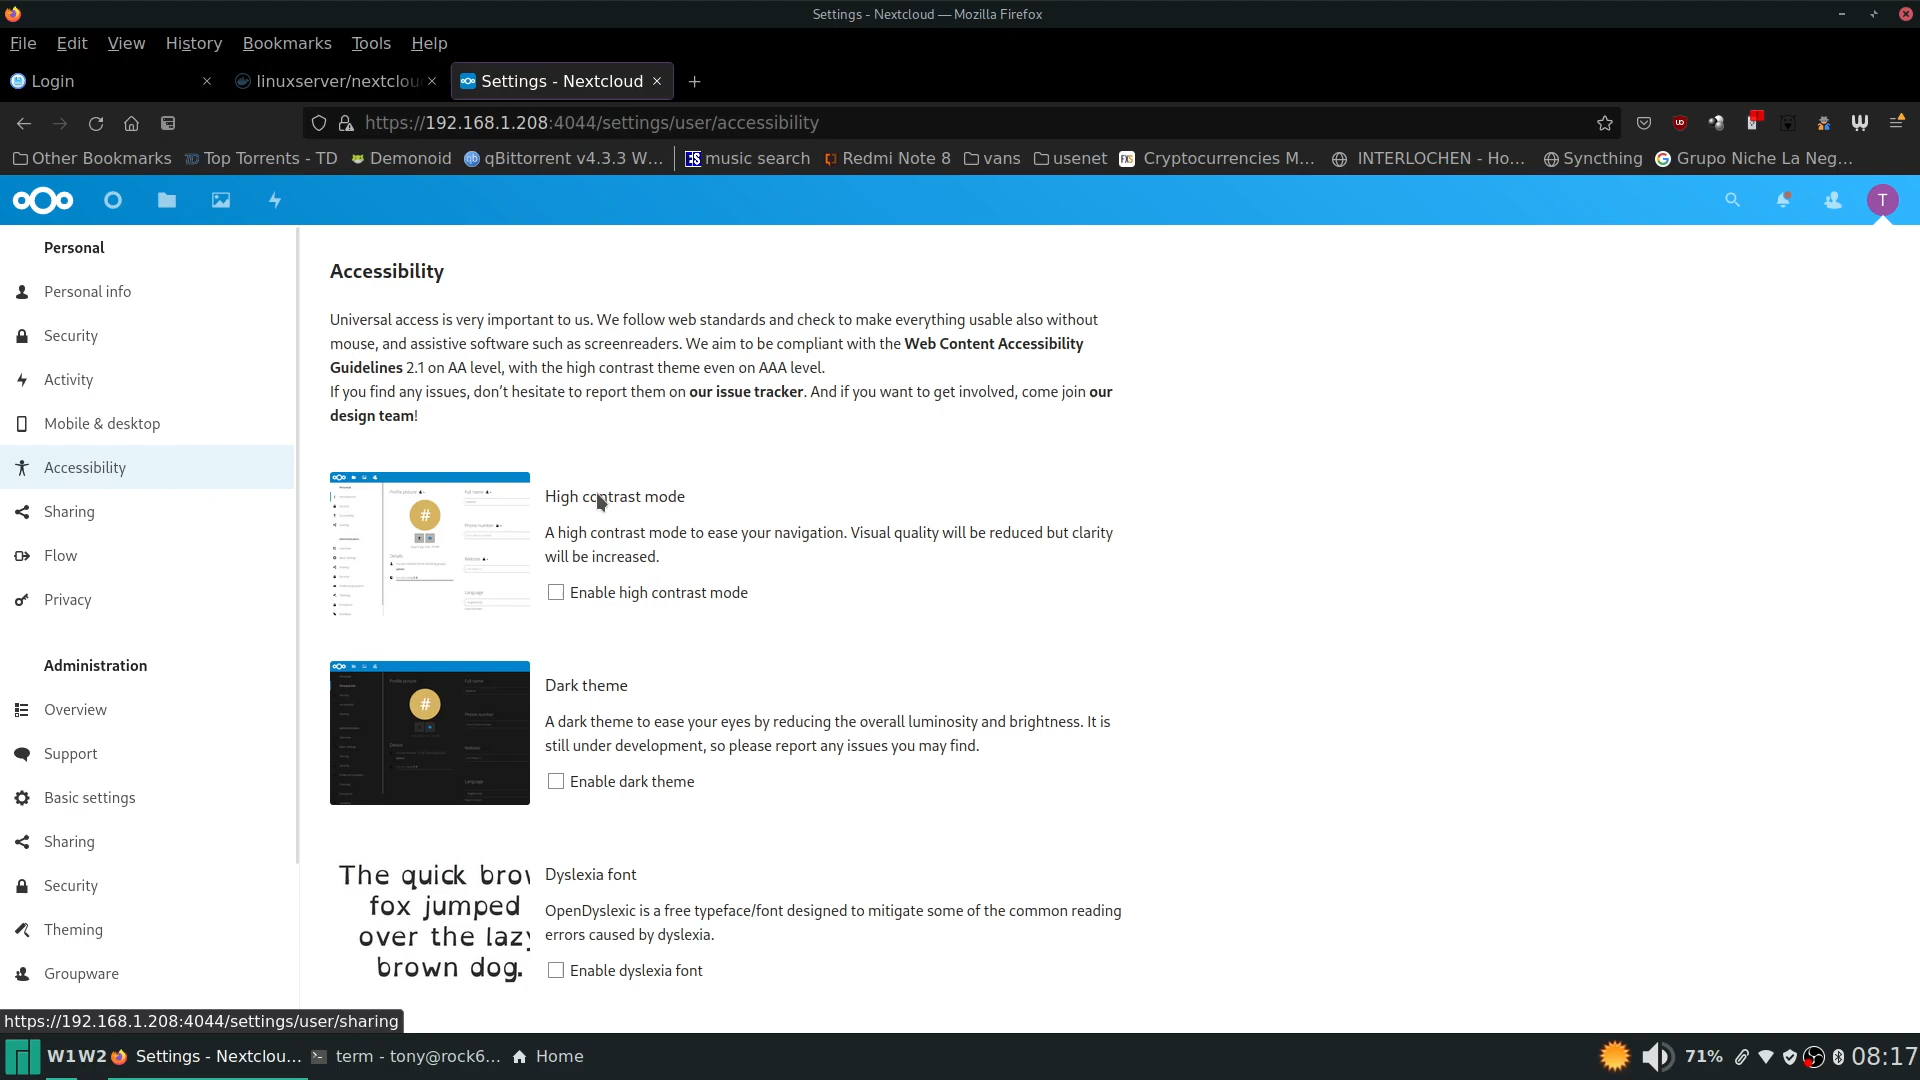 Settings - Nextcloud — Mozilla Firefox
File Edit View History Bookmarks Tools Help
Login
linuxserver/nextclou
Settings - Nextcloud
https://192.168.1.208:4044/settings/user/accessibility
Other Bookmarks
Top Torrents - TD
Demonoid
qBittorrent v4.3.3 W...
music search
Redmi Note 8
vans
usenet
Cryptocurrencies M...
INTERLOCHEN - Ho...
Syncthing
Grupo Niche La Neg...
T
Personal
Personal info
Security
Activity
Mobile & desktop
Accessibility
Sharing
Flow
Privacy
Administration
Overview
Support
Basic settings
Sharing
Security
Theming
Groupware
Accessibility
Universal access is very important to us. We follow web standards and check to make everything usable also without
mouse, and assistive software such as screenreaders. We aim to be compliant with the Web Content Accessibility
Guidelines 2.1 on AA level, with the high contrast theme even on AAA level.
If you find any issues, don't hesitate to report them on our issue tracker. And if you want to get involved, come join our
design team!
High contrast mode
A high contrast mode to ease your navigation. Visual quality will be reduced but clarity
will be increased.
Enable high contrast mode
Dark theme
A dark theme to ease your eyes by reducing the overall luminosity and brightness. It is
still under development, so please report any issues you may find.
Enable dark theme
The quick brow
fox jumped
over the lazy
brown dog.
Dyslexia font
OpenDyslexic is a free typeface/font designed to mitigate some of the common reading
errors caused by dyslexia.
Enable dyslexia font
https://192.168.1.208:4044/settings/user/sharing
W1 W2
Settings - Nextclou...
term - tony@rock6...
Home
71%
08:17